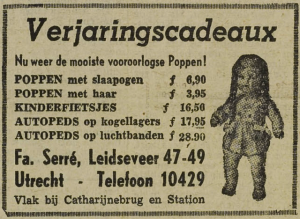 Verjaringscadeaux
Nu weer de mooiste vooroorlogse Poppen!
POPPEN met slaapogen f 6,90
POPPEN met haar f 3,95
KINDERFIETSJES f 16,50
AUTOPEDS op kogellagers f 17,95
AUTOPEDS op luchtbanden f 28.90
Fa. Serré, Leidseveer 47-49
Utrecht - Telefoon 10429
Vlak bij Catharijnebrug en Station